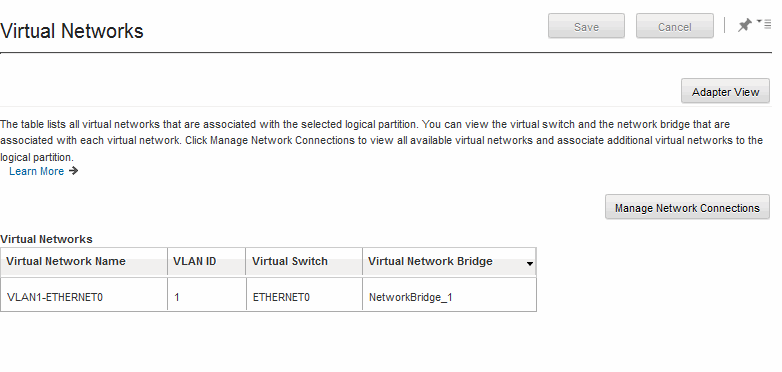 Virtual Networks
Save
Cancel
Adapter View
The table lists all virtual networks that are associated with the selected logical partition. You can view the virtual switch and the network bridge that are
associated with each virtual network. Click Manage Network Connections to view all available virtual networks and associate additional virtual networks to the
logical partition.
Learn More
Manage Network Connections
Virtual Networks
Virtual Network Name VLAN ID Virtual Switch Virtual Network Bridge
VLAN1-ETHERNET0 1 ETHERNET0 NetworkBridge_1